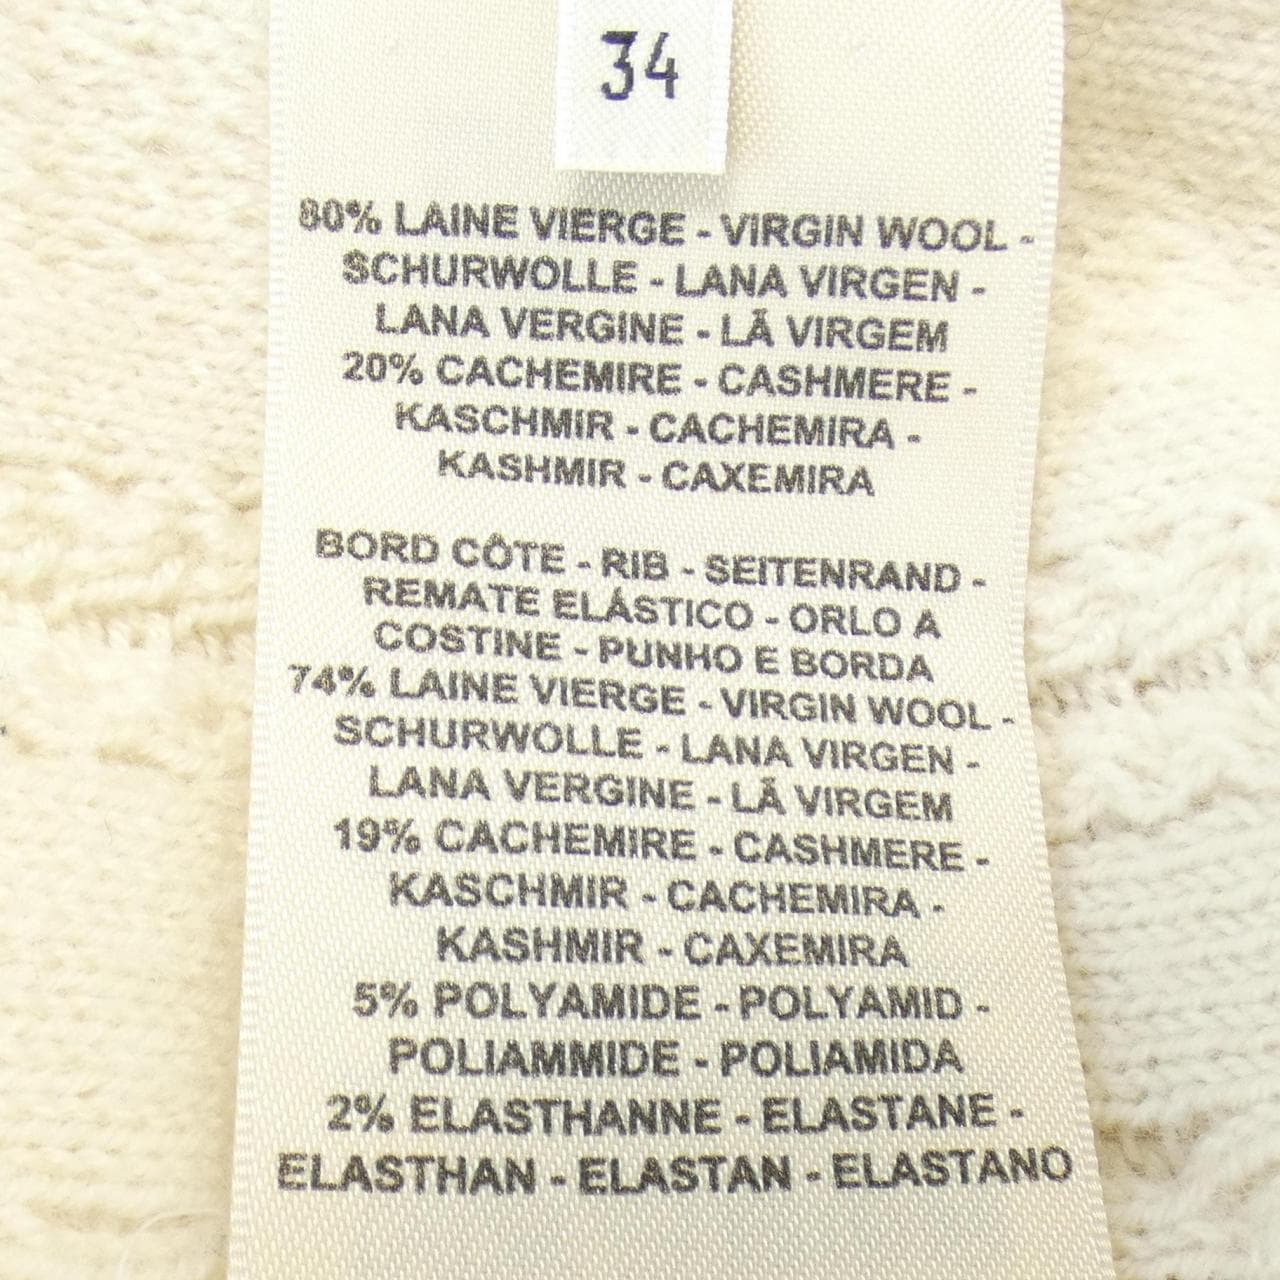 34
80% LAINE VIERGE - VIRGIN WOOL -
SCHURWOLLE - LANA VIRGEN -
LANA VERGINE - LÃ VIRGEM
20% CACHEMIRE - CASHMERE -
KASCHMIR - CACHEMIRA -
KASHMIR - CAXEMIRA
BORD CÔTE - RIB - SEITENRAND -
REMATE ELÁSTICO - ORLO A
COSTINE - PUNHO E BORDA
74% LAINE VIERGE - VIRGIN WOOL -
SCHURWOLLE - LANA VIRGEN -
LANA VERGINE - LÃ VIRGEM
19% CACHEMIRE - CASHMERE -
KASCHMIR - CACHEMIRA -
KASHMIR - CAXEMIRA
5% POLYAMIDE - POLYAMID -
POLIAMMIDE - POLIAMIDA
2% ELASTHANNE - ELASTANE -
ELASTHAN - ELASTAN - ELASTANO